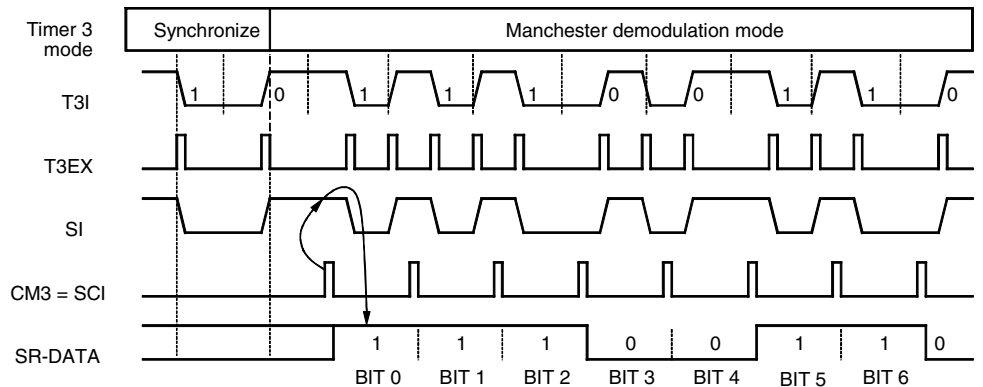 Timer 3 mode
Synchronize
Manchester demodulation mode
T3I
1 0 1 1 1 0 0 1 1 0
T3EX
SI
CM3 = SCI
SR-DATA
1 1 1 0 0 1 1 0
BIT 0 BIT 1 BIT 2 BIT 3 BIT 4 BIT 5 BIT 6